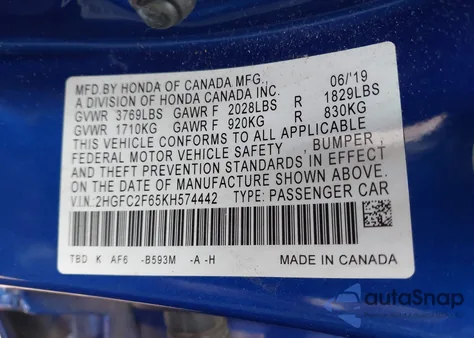 MFD. BY HONDA OF CANADA MFG., 06/'19
A DIVISION OF HONDA CANADA INC.
GVWR 3769LBS GAWR F 2028LBS R 1829LBS
GVWR 1710KG GAWR F 920KG R 830KG
THIS VEHICLE CONFORMS TO ALL APPLICABLE
FEDERAL MOTOR VEHICLE SAFETY, BUMPER,
AND THEFT PREVENTION STANDARDS IN EFFECT
ON THE DATE OF MANUFACTURE SHOWN ABOVE.
V.I.N.:2HGFC2F65KH574442 TYPE: PASSENGER CAR
TBD K AF6 -B593M -A -H MADE IN CANADA
autoSnap